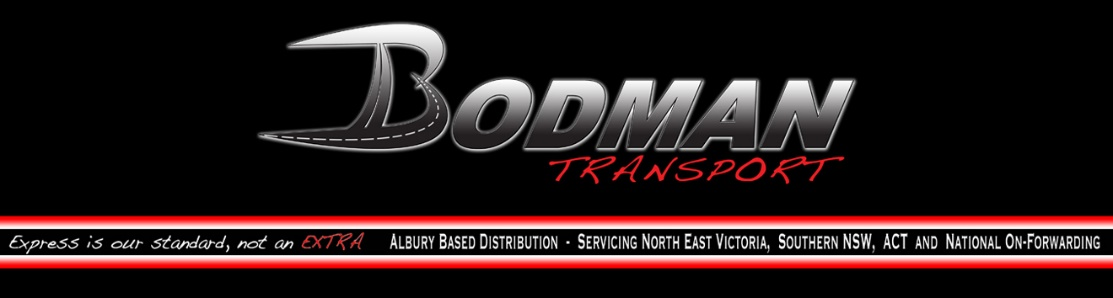 BODMAN
TRANSPORT
Express is our standard, not an EXTRA ALBURY BASED DISTRIBUTION - SERVICING NORTH EAST VICTORIA, SOUTHERN NSW, ACT AND NATIONAL ON-FORWARDING